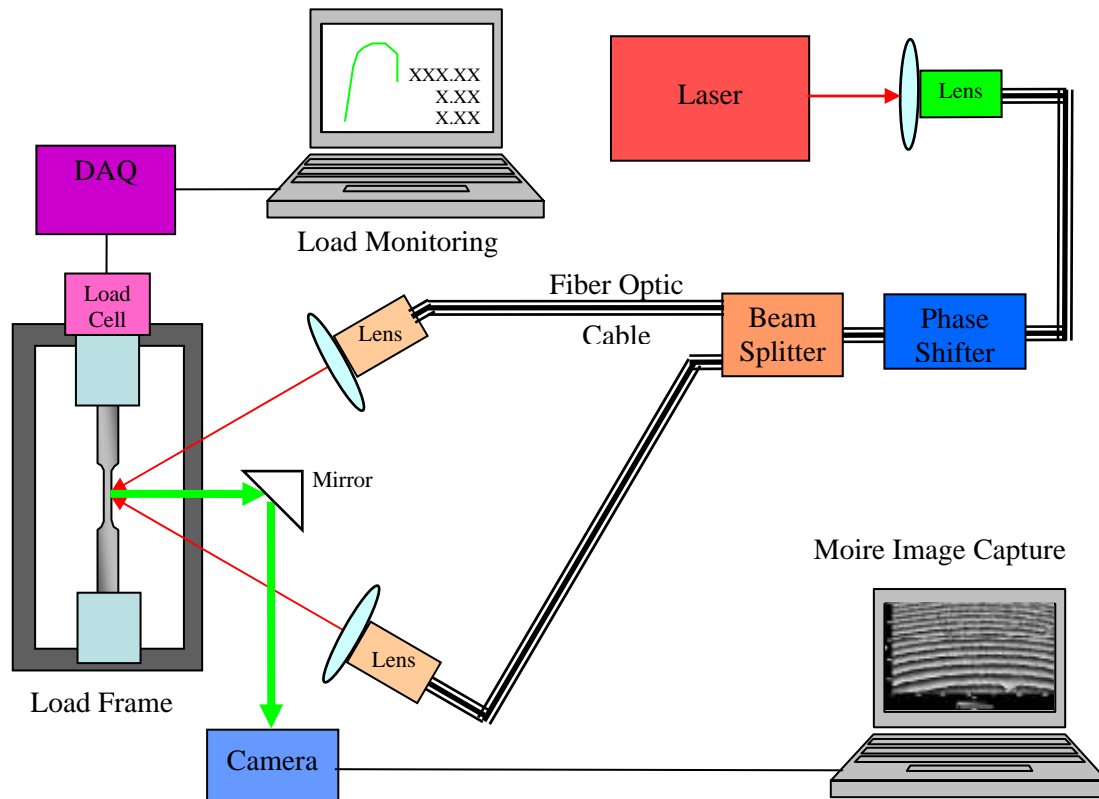 XXX.XX
X.XX
X.XX
Laser
Lens
DAQ
Load Monitoring
Load
Cell
Fiber Optic
Cable
Lens
Beam
Splitter
Phase
Shifter
Mirror
Moire Image Capture
Lens
Load Frame
Camera